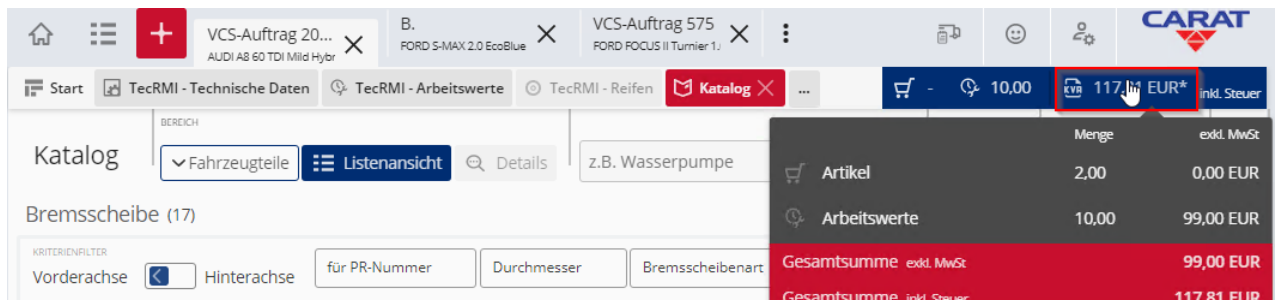 VCS-Auftrag 20...
AUDI A8 60 TDI Mild Hybr
B.
FORD S-MAX 2.0 EcoBlue
VCS-Auftrag 575
FORD FOCUS II Turnier 1.
CARAT
Start
TecRMI - Technische Daten
TecRMI - Arbeitswerte
TecRMI - Reifen
Katalog
...
-
10,00
KVA
EUR*
inkl. Steuer
BEREICH
Katalog
Fahrzeugteile
Listenansicht
Details
z.B. Wasserpumpe
Menge
exkl. MwSt
Artikel
2,00
0,00 EUR
Arbeitswerte
10,00
99,00 EUR
Bremsscheibe (17)
KRITERIENFILTER
Vorderachse
Hinterachse
für PR-Nummer
Durchmesser
Bremsscheibenart
Gesamtsumme exkl. MwSt
99,00 EUR
Gesamtsumme inkl. Steuer
117,81 EUR